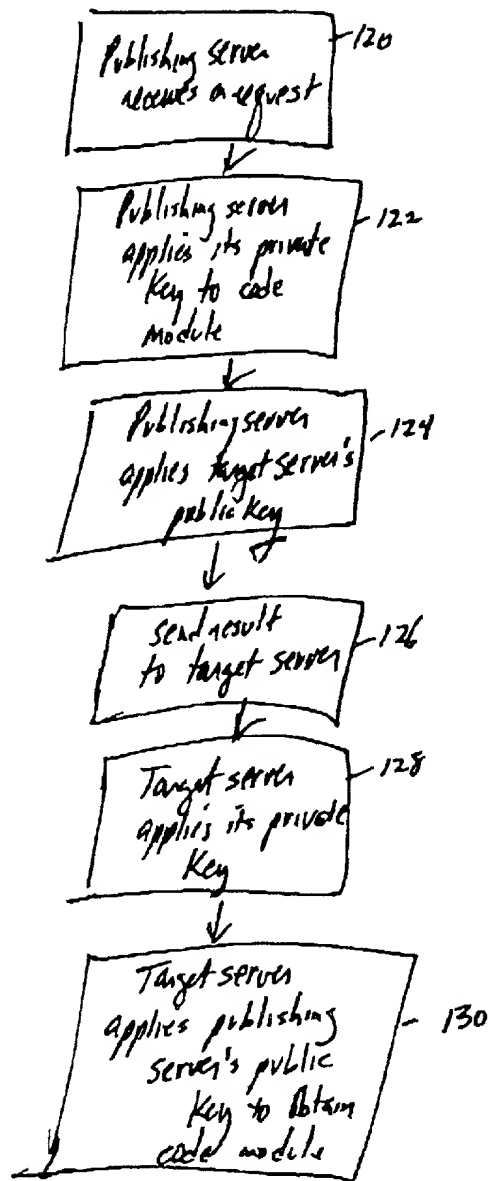 Publishing server
receives a request
120
Publishing server
applies its private
Key to code
module
122
Publishing server
applies target server's
public Key
124
send result
to target server
126
Target server
applies its private
Key
128
Target server
applies publishing
server's public
Key to obtain
code module
130